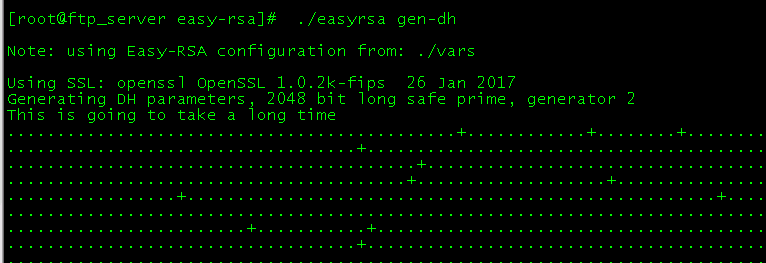 [root@ftp_server easy-rsa]# ./easyrsa gen-dh
Note: using Easy-RSA configuration from: ./vars
Using SSL: openssl OpenSSL 1.0.2k-fips 26 Jan 2017
Generating DH parameters, 2048 bit long safe prime, generator 2
This is going to take a long time
.............................................+............+........+........
...................................+........................................
.........................................+..................................
........................................+...................+...............
.................+.....................................................+....
............................................................................
........................+...........+.......................................
...................................+........................................
............................................................................